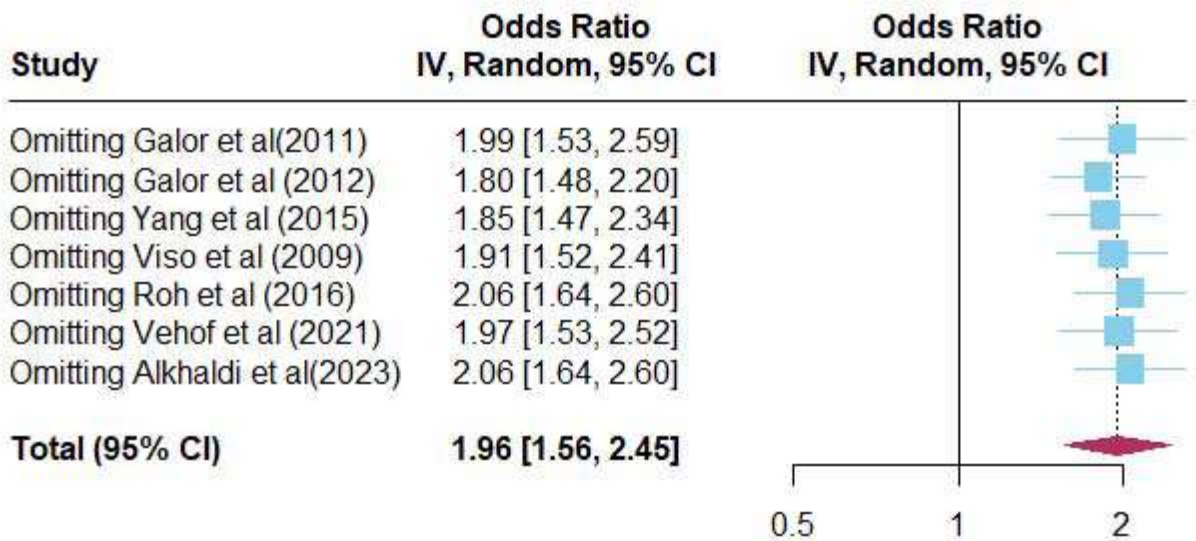 Odds Ratio Odds Ratio
Study IV, Random, 95% CI IV, Random, 95% CI
Omitting Galor et al(2011) 1.99 [1.53, 2.59]
Omitting Galor et al (2012) 1.80 [1.48, 2.20]
Omitting Yang et al (2015) 1.85 [1.47, 2.34]
Omitting Viso et al (2009) 1.91 [1.52, 2.41]
Omitting Roh et al (2016) 2.06 [1.64, 2.60]
Omitting Vehof et al (2021) 1.97 [1.53, 2.52]
Omitting Alkhaldi et al(2023) 2.06 [1.64, 2.60]
Total (95% CI) 1.96 [1.56, 2.45]
0.5 1 2